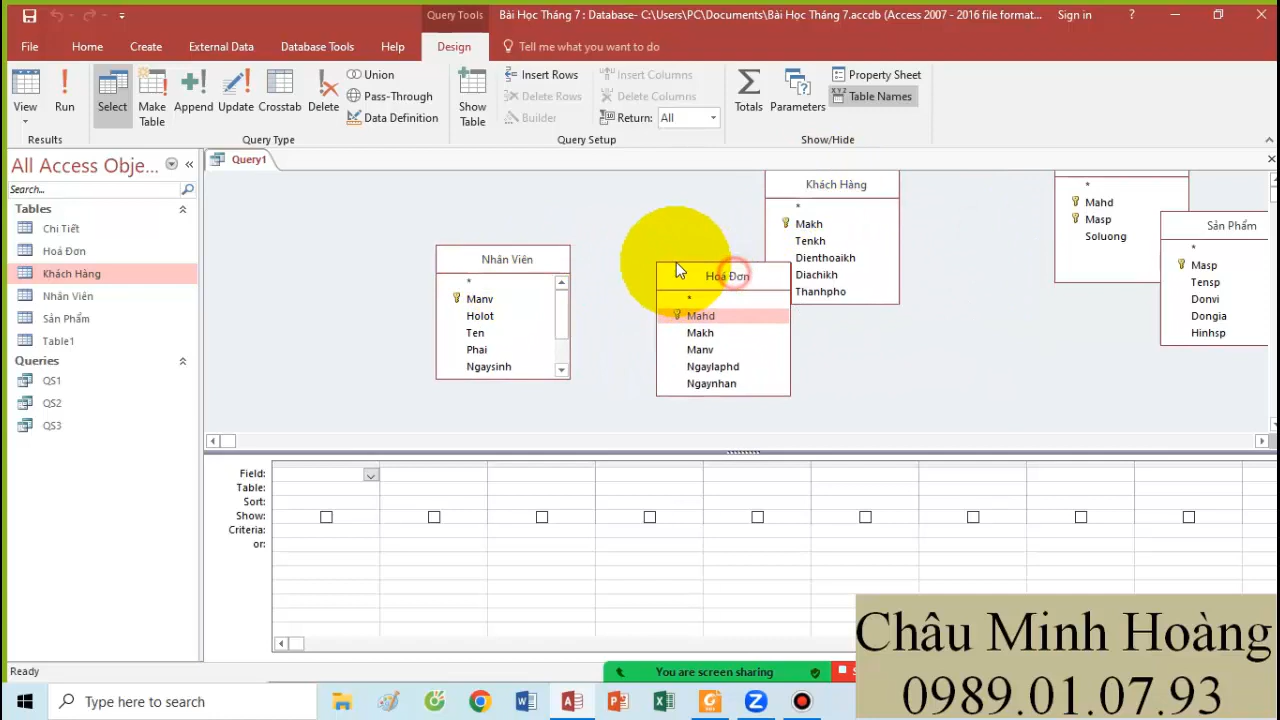 Query Tools
Bài Học Tháng 7 : Database- C:\Users\PC\Documents\Bài Học Tháng 7.accdb (Access 2007 - 2016 file format...
Sign in
?
File
Home
Create
External Data
Database Tools
Help
Design
Tell me what you want to do
View
Run
Results
Select
Make Table
Append
Update
Crosstab
Delete
Union
Pass-Through
Data Definition
Query Type
Show Table
Insert Rows
Delete Rows
Builder
Insert Columns
Delete Columns
Return: All
Query Setup
Totals
Parameters
Property Sheet
XYZ Table Names
Show/Hide
All Access Obje...
Search...
Tables
Chi Tiết
Hoá Đơn
Khách Hàng
Nhân Viên
Sản Phẩm
Table1
Queries
QS1
QS2
QS3
Query1
Nhân Viên
*
Manv
Holot
Ten
Phai
Ngaysinh
Hoá Đơn
*
Mahd
Makh
Manv
Ngaylaphd
Ngaynhan
Khách Hàng
*
Makh
Tenkh
Dienthoaikh
Diachikh
Thanhpho
*
Mahd
Masp
Soluong
Sản Phẩm
*
Masp
Tensp
Donvi
Dongia
Hinhsp
Field:
Table:
Sort:
Show:
Criteria:
or:
Châu Minh Hoàng
0989.01.07.93
Ready
You are screen sharing
Type here to search